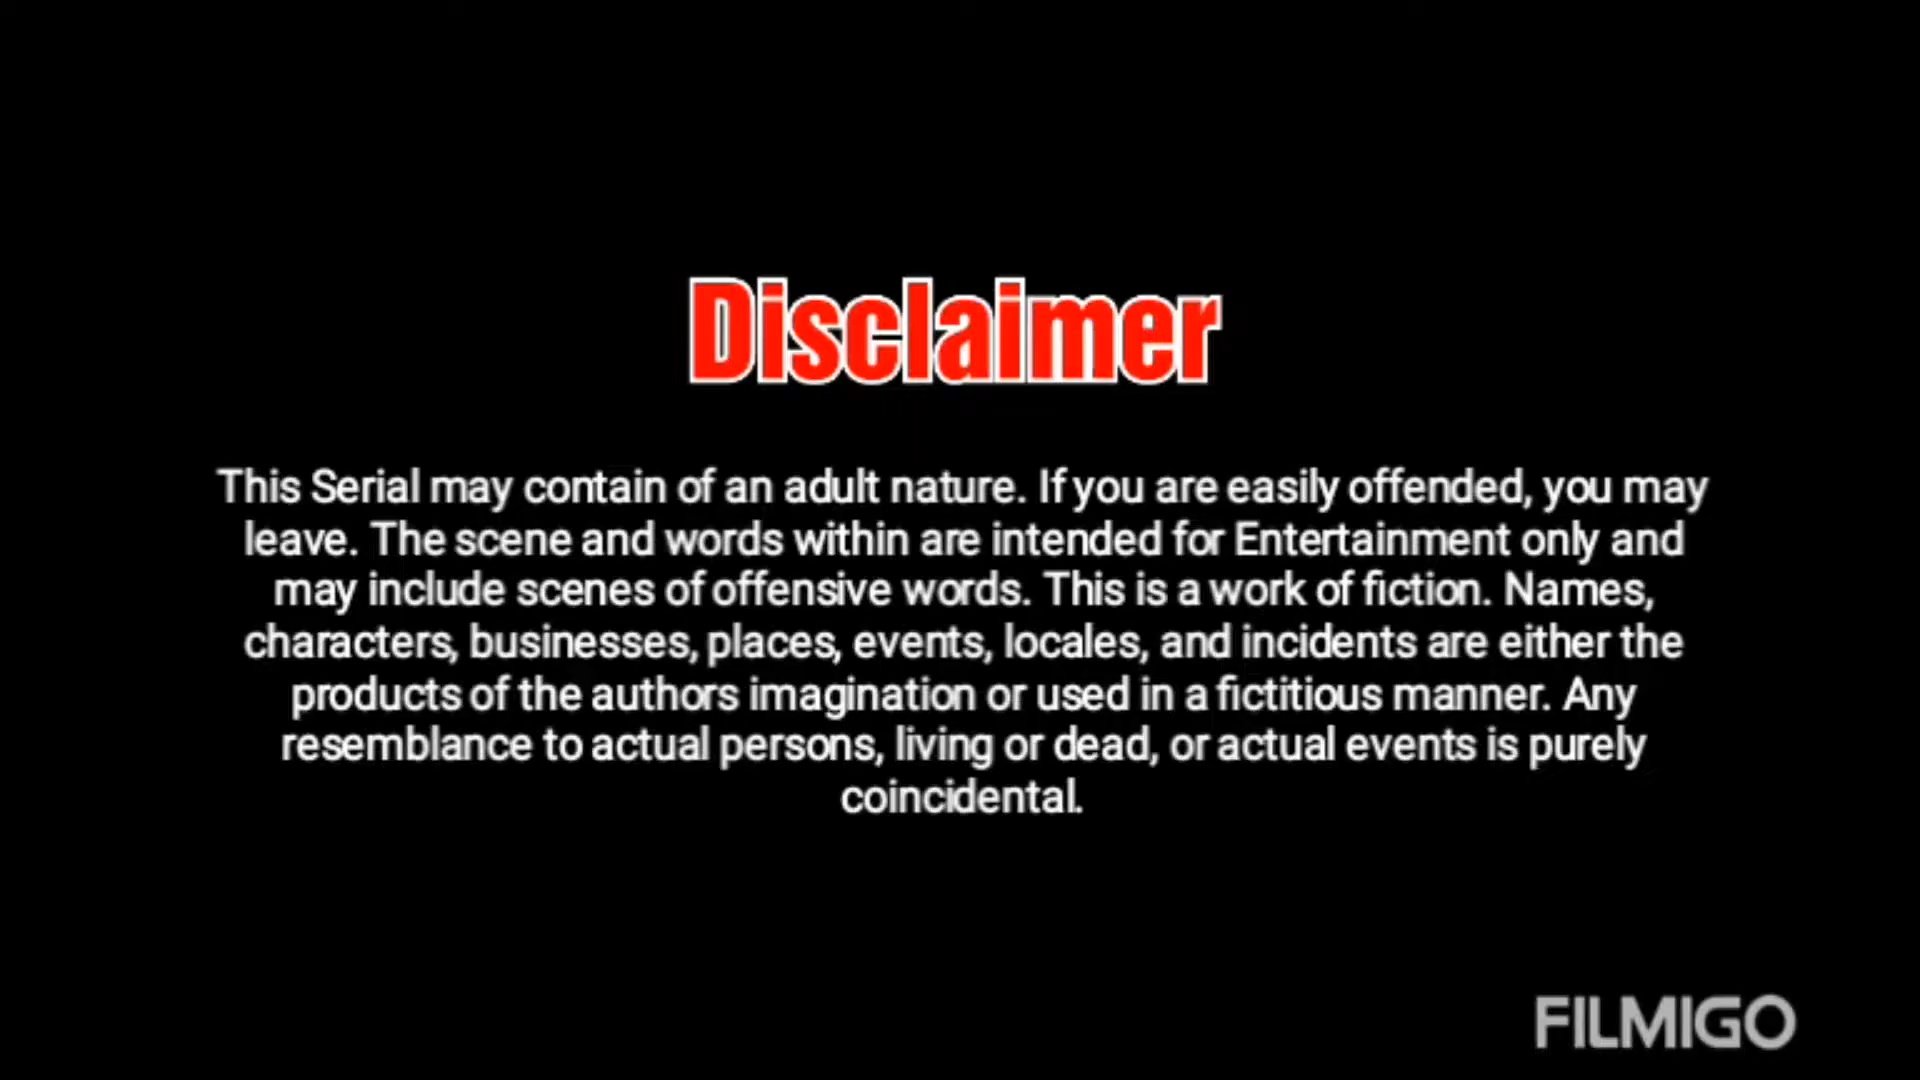 Disclaimer
This Serial may contain of an adult nature. If you are easily offended, you may
leave. The scene and words within are intended for Entertainment only and
may include scenes of offensive words. This is a work of fiction. Names,
characters, businesses, places, events, locales, and incidents are either the
products of the authors imagination or used in a fictitious manner. Any
resemblance to actual persons, living or dead, or actual events is purely
coincidental.
FILMIGO